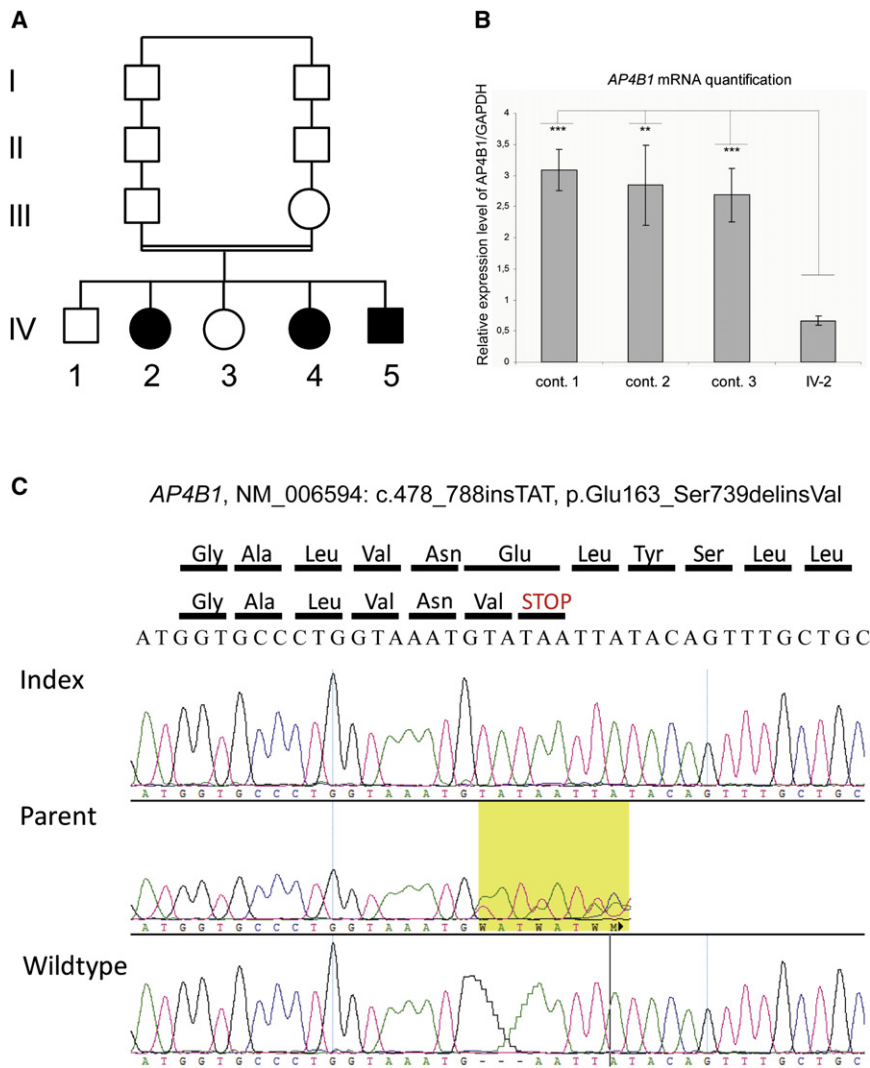 A
I
II
III
IV
1 2 3 4 5
B
AP4B1 mRNA quantification
Relative expression level of AP4B1/GAPDH
4
3,5
3
2,5
2
1,5
1
0,5
0
*** ** ***
cont. 1 cont. 2 cont. 3 IV-2
C
AP4B1, NM_006594: c.478_788insTAT, p.Glu163_Ser739delinsVal
Gly Ala Leu Val Asn Glu Leu Tyr Ser Leu Leu
Gly Ala Leu Val Asn Val STOP
ATGGTGCCCTGGTAAATGTATAATTATACAGTTTGCTGC
Index
ATGGTGCCCTGGTAAATGTATAATTATACAGTTTGCTGC
Parent
ATGGTGCCCTGGTAAATGWATWATWM
Wildtype
ATGGTGCCCTGGTAAATG---AATTATACAGTTTGCTGC